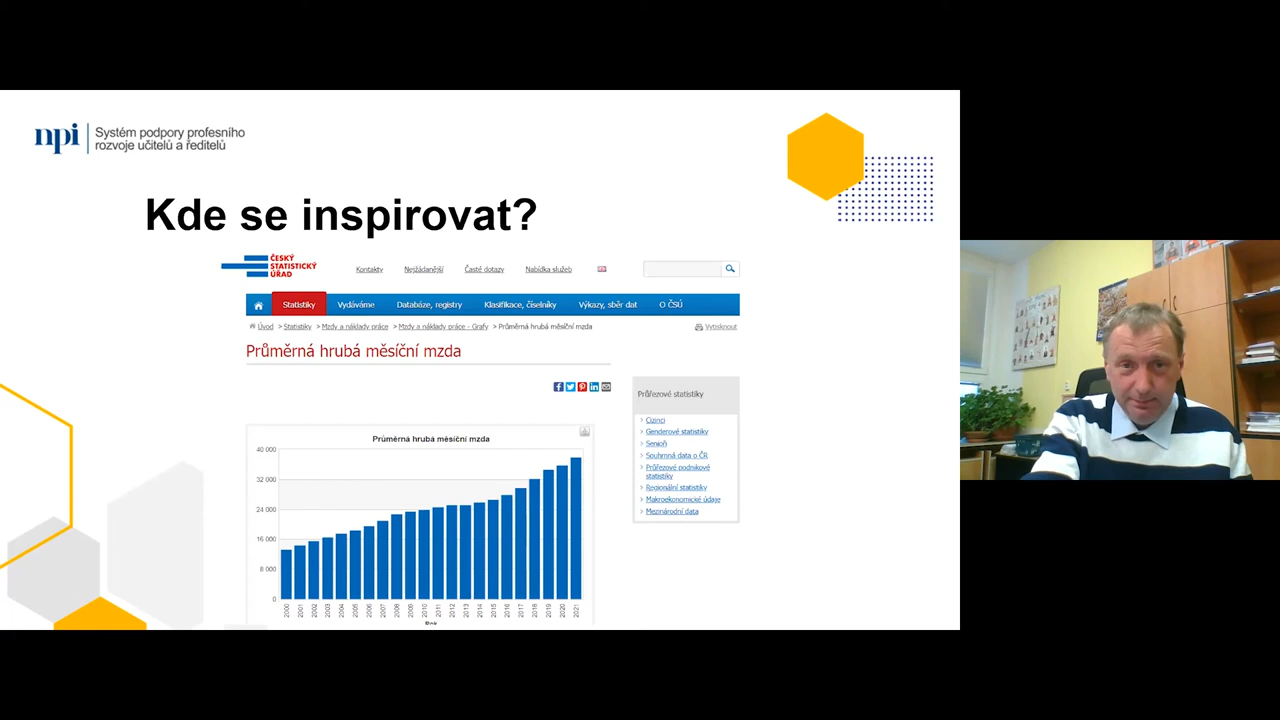 npi
Systém podpory profesního
rozvoje učitelů a ředitelů
Kde se inspirovat?
ČESKÝ
STATISTICKÝ
ÚŘAD
Kontakty Nejžádanější Časté dotazy Nabídka služeb
Statistiky Vydáváme Databáze, registry Klasifikace, číselníky Výkazy, sběr dat O ČSÚ
Úvod > Statistiky > Mzdy a náklady práce > Mzdy a náklady práce - Grafy > Průměrná hrubá měsíční mzda
Vytisknout
Průměrná hrubá měsíční mzda
Průřezové statistiky
Cizinci
Genderové statistiky
Senioři
Souhrnná data o ČR
Průřezové podnikové
statistiky
Regionální statistiky
Makroekonomické údaje
Mezinárodní data
Průměrná hrubá měsíční mzda
40 000
32 000
24 000
16 000
8 000
0
2000 2001 2002 2003 2004 2005 2006 2007 2008 2009 2010 2011 2012 2013 2014 2015 2016 2017 2018 2019 2020 2021
Rok